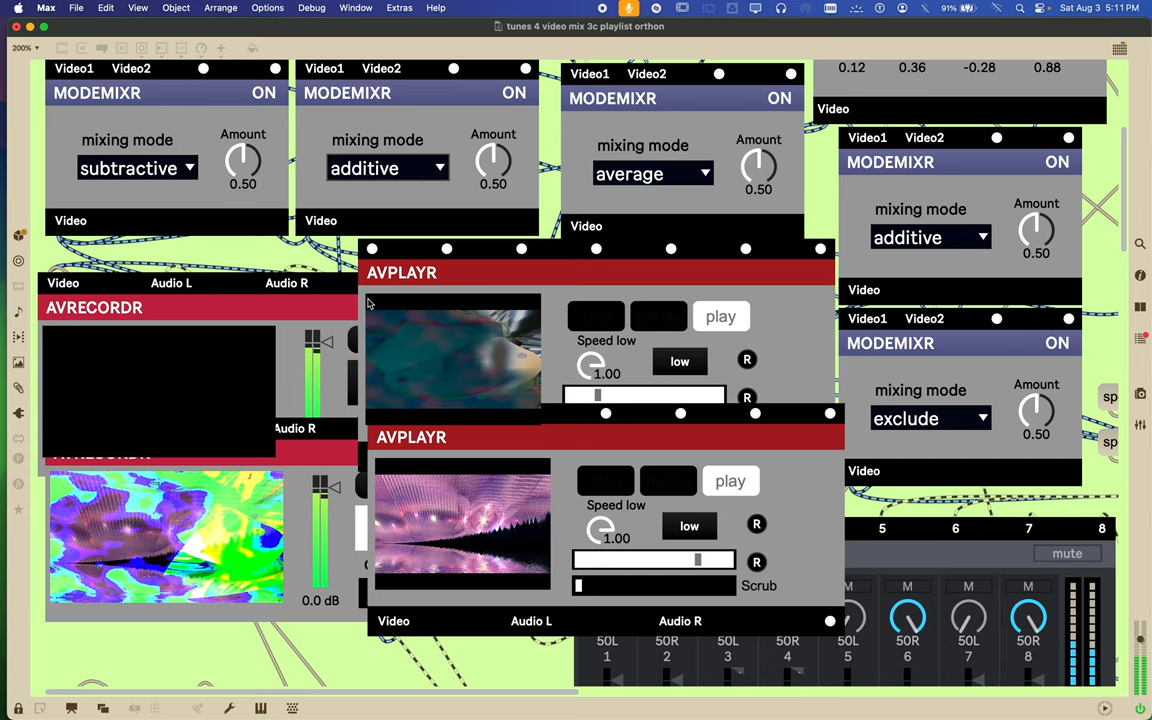 Max File Edit View Object Arrange Options Debug Window Extras Help
91% Sat Aug 3 5:11 PM
tunes 4 video mix 3c playlist orthon
200%
Video1 Video2
MODEMIXR ON
mixing mode Amount
subtractive
0.50
Video
Video1 Video2
MODEMIXR ON
mixing mode Amount
additive
0.50
Video
Video1 Video2
MODEMIXR ON
mixing mode Amount
average
0.50
Video
0.12 0.36 -0.28 0.88
Video
Video1 Video2
MODEMIXR ON
mixing mode Amount
additive
0.50
Video
Video1 Video2
MODEMIXR ON
mixing mode Amount
exclude
0.50
Video
sp
sp
Video Audio L Audio R
AVRECORDR
Audio R
AVRECORDR
0.0 dB
AVPLAYR
stop pause play
Speed low
1.00
low
R
R
AVPLAYR
stop pause play
Speed low
1.00
low
R
R
Scrub
Video Audio L Audio R
5 6 7 8
mute
M M M M
50L 50R 50L 50R 50L 50R 50L 50R
1 2 3 4 5 6 7 8